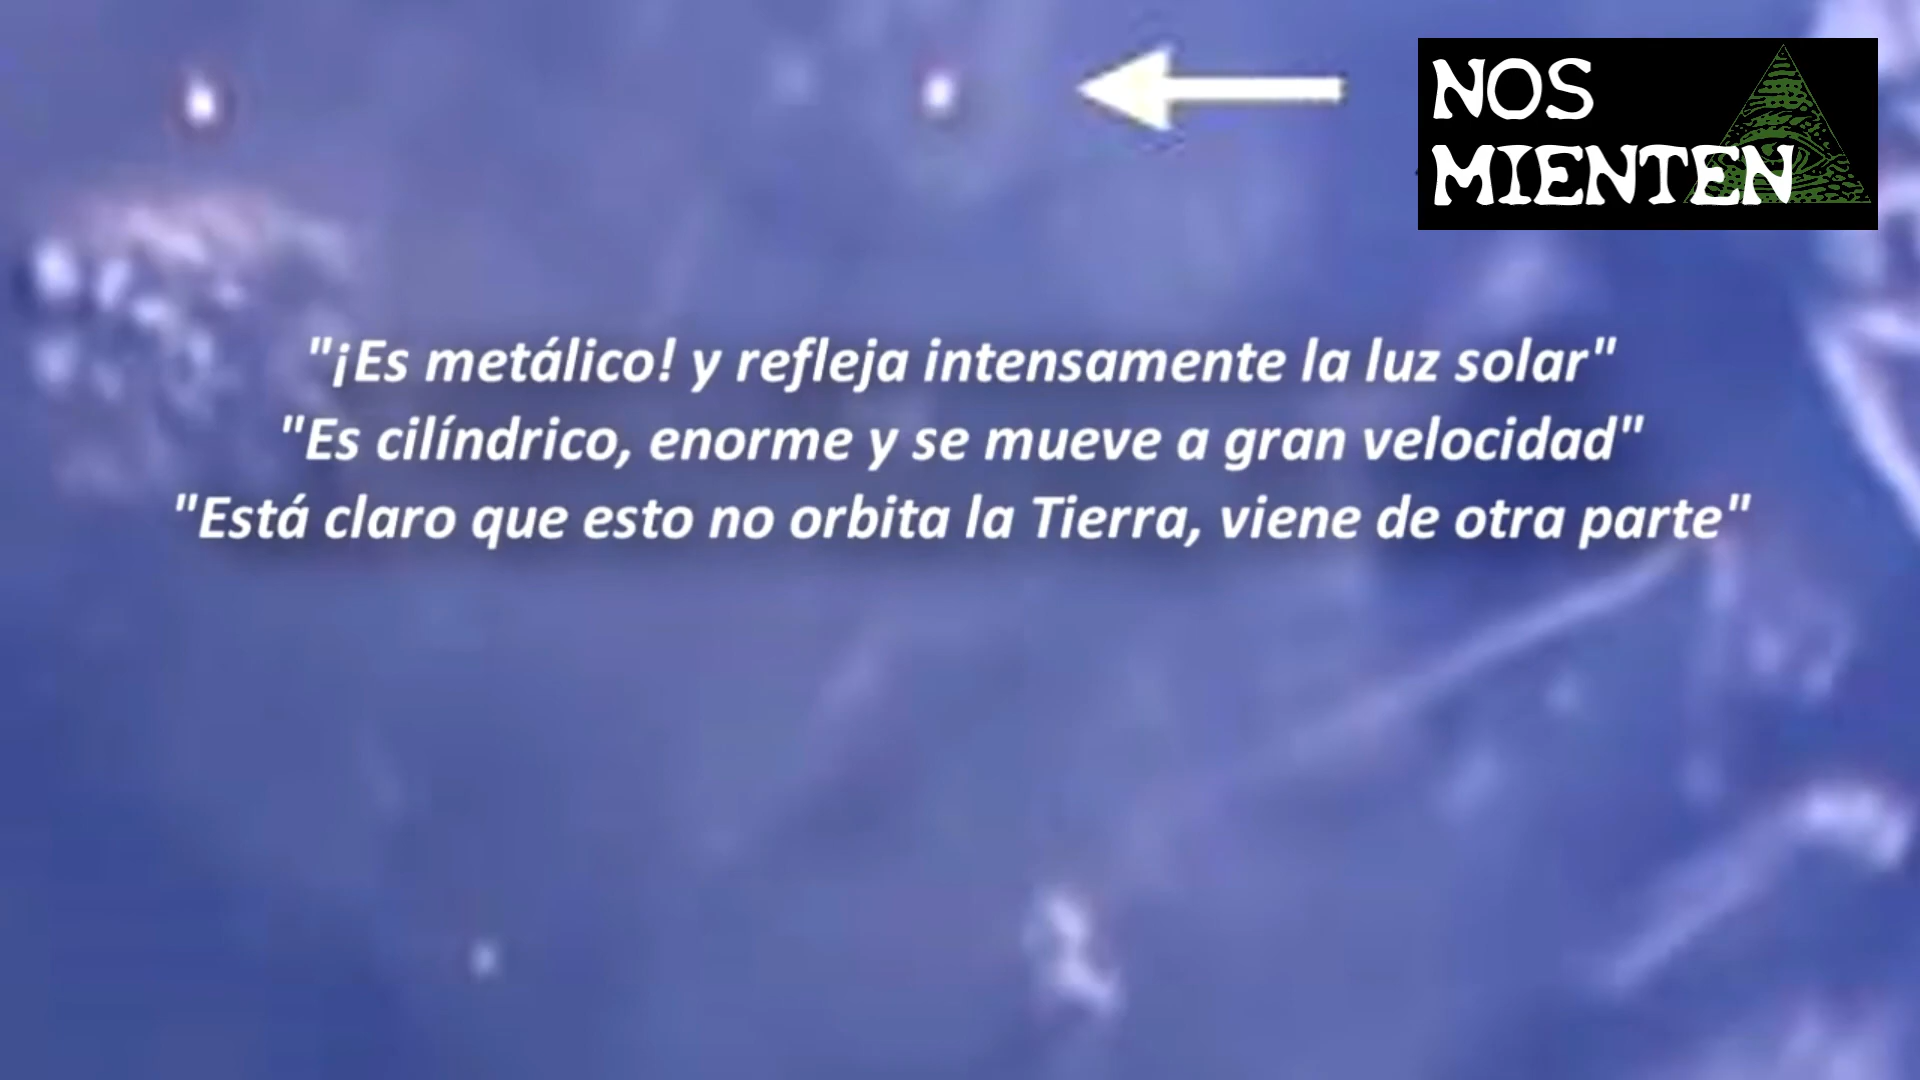 NOS
MIENTEN
"¡Es metálico! y refleja intensamente la luz solar"
"Es cilíndrico, enorme y se mueve a gran velocidad"
"Está claro que esto no orbita la Tierra, viene de otra parte"